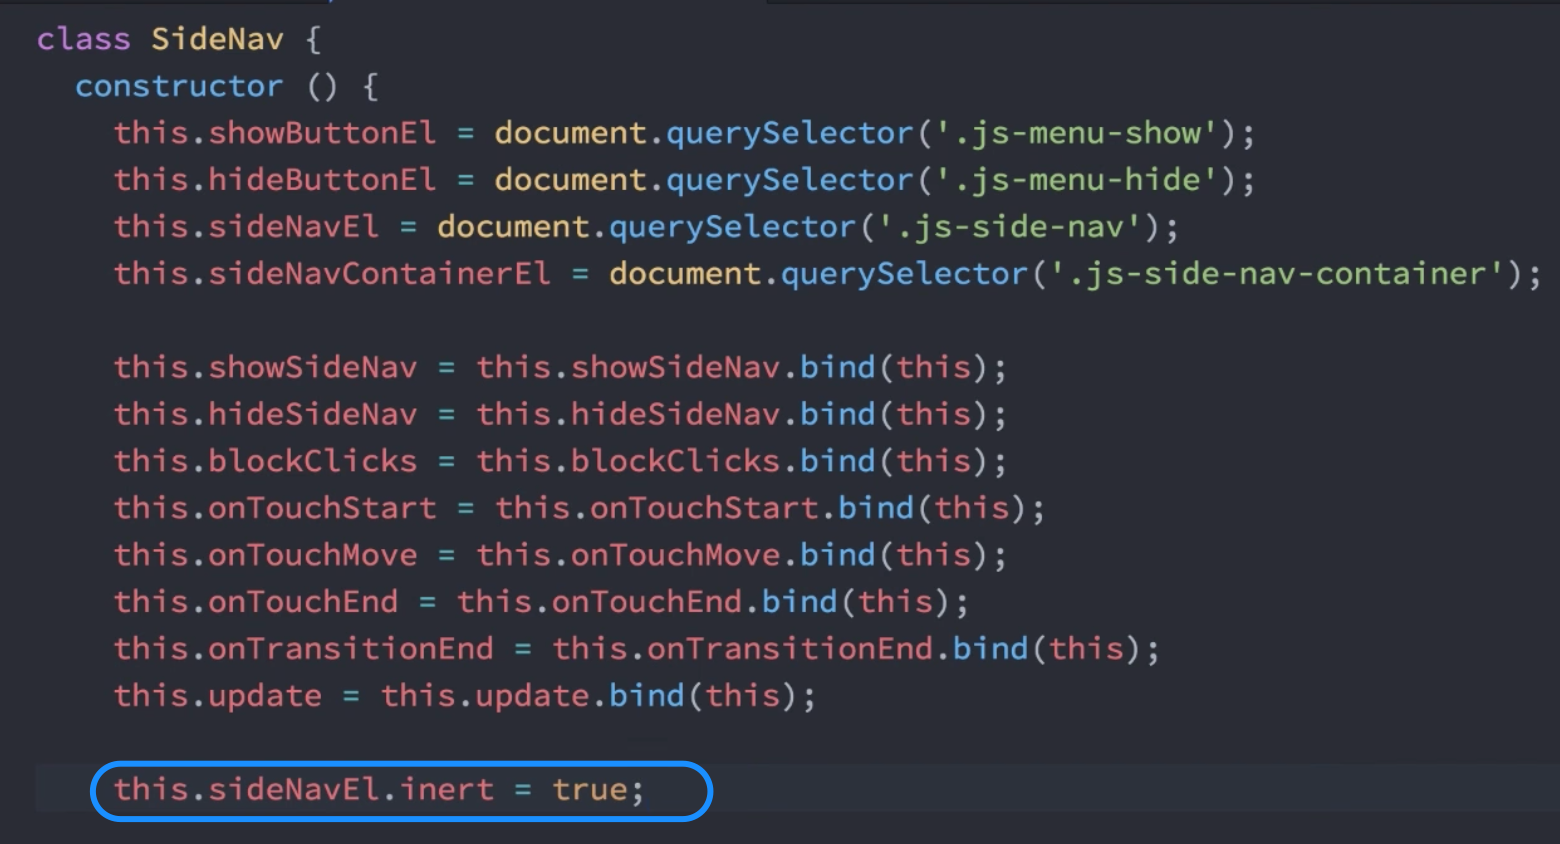 class SideNav {
constructor () {
this.showButtonEl = document.querySelector('.js-menu-show');
this.hideButtonEl = document.querySelector('.js-menu-hide');
this.sideNavEl = document.querySelector('.js-side-nav');
this.sideNavContainerEl = document.querySelector('.js-side-nav-container');
this.showSideNav = this.showSideNav.bind(this);
this.hideSideNav = this.hideSideNav.bind(this);
this.blockClicks = this.blockClicks.bind(this);
this.onTouchStart = this.onTouchStart.bind(this);
this.onTouchMove = this.onTouchMove.bind(this);
this.onTouchEnd = this.onTouchEnd.bind(this);
this.onTransitionEnd = this.onTransitionEnd.bind(this);
this.update = this.update.bind(this);
this.sideNavEl.inert = true;